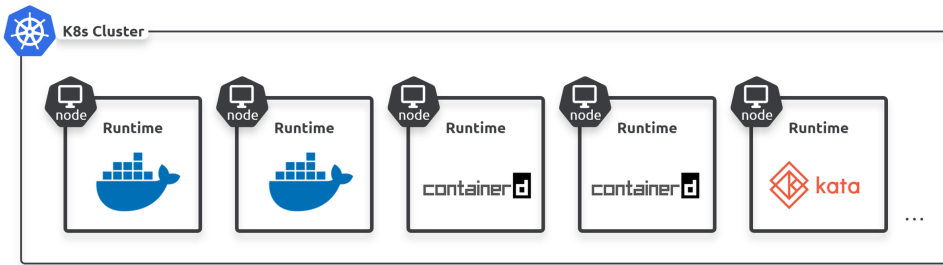 K8s Cluster
node
Runtime
node
Runtime
containerd
node
Runtime
containerd
node
Runtime
kata
node
Runtime
...